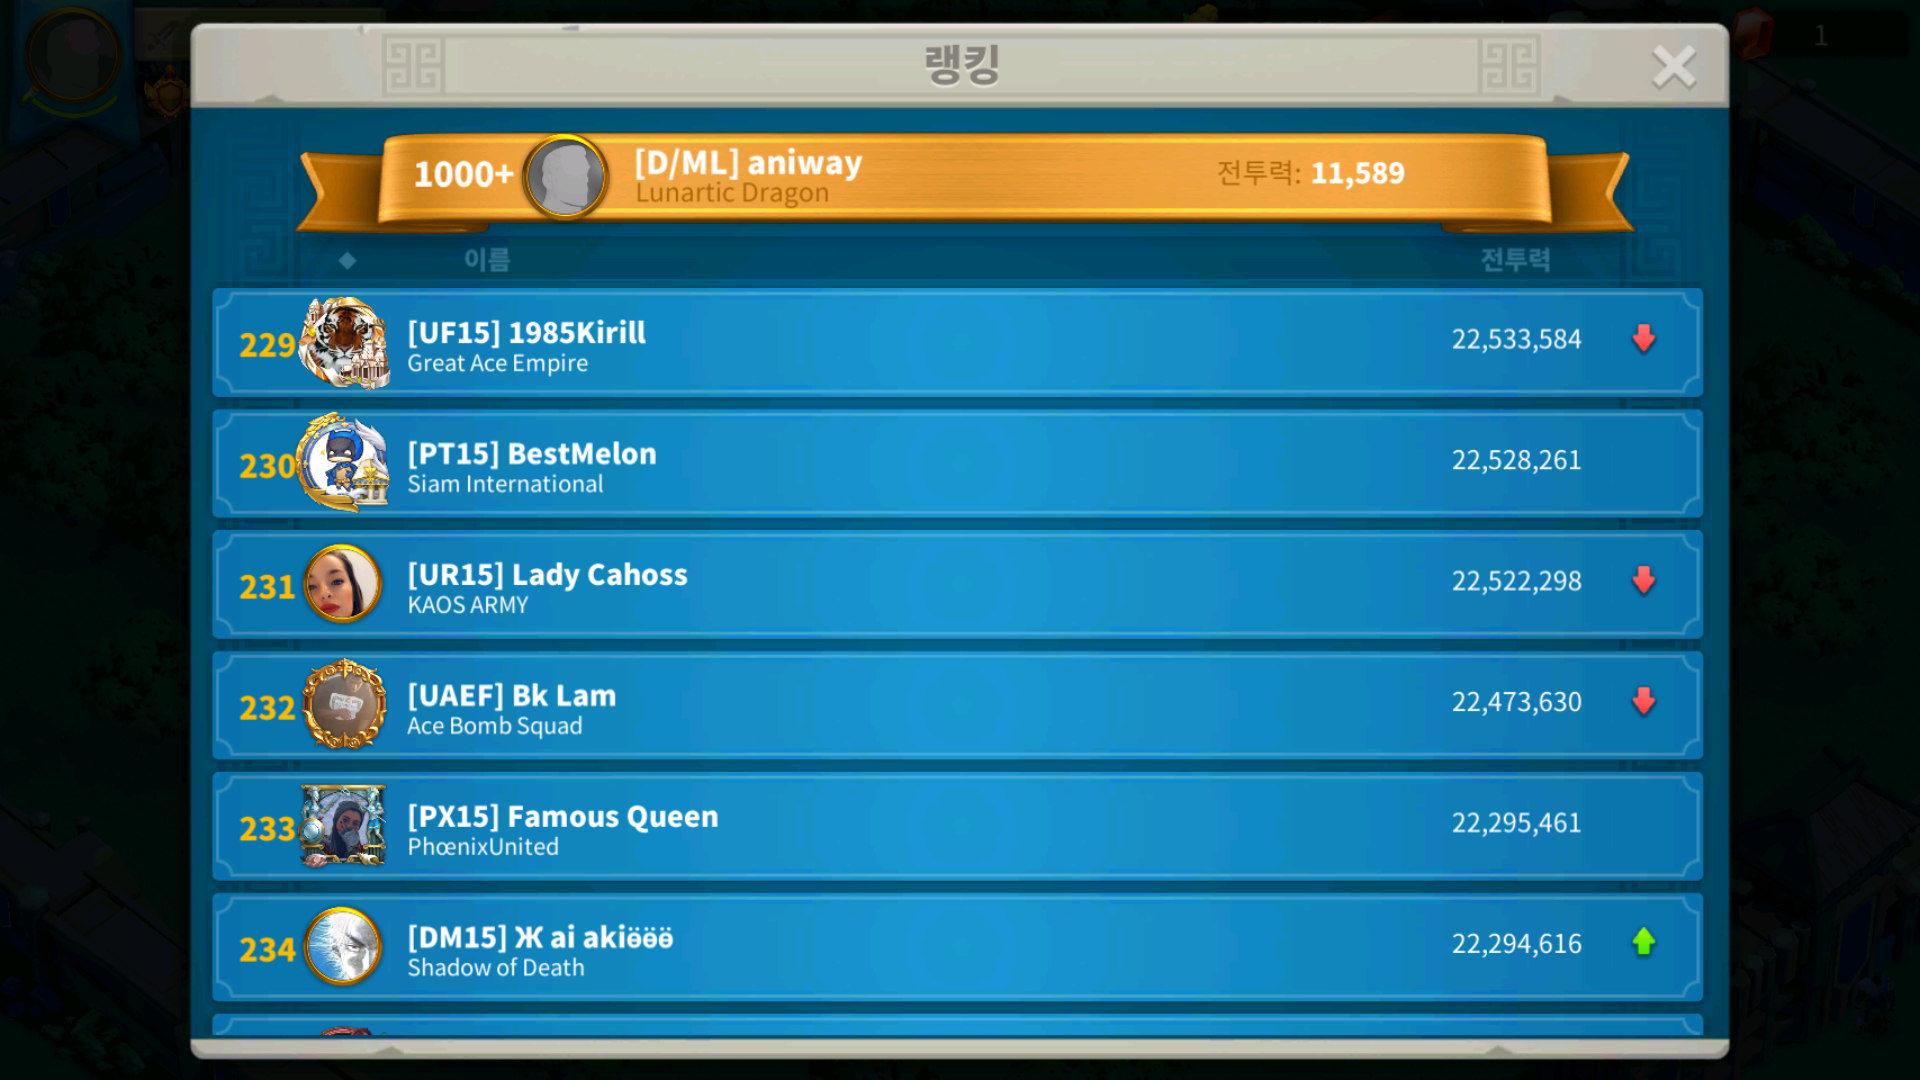 랭킹
1
1000+
[D/ML] aniway
Lunartic Dragon
전투력: 11,589
이름
전투력
229
[UF15] 1985Kirill
Great Ace Empire
22,533,584
230
[PT15] BestMelon
Siam International
22,528,261
231
[UR15] Lady Cahoss
KAOS ARMY
22,522,298
232
[UAEF] Bk Lam
Ace Bomb Squad
22,473,630
233
[PX15] Famous Queen
PhœnixUnited
22,295,461
234
[DM15] Ж ai akiëëë
Shadow of Death
22,294,616